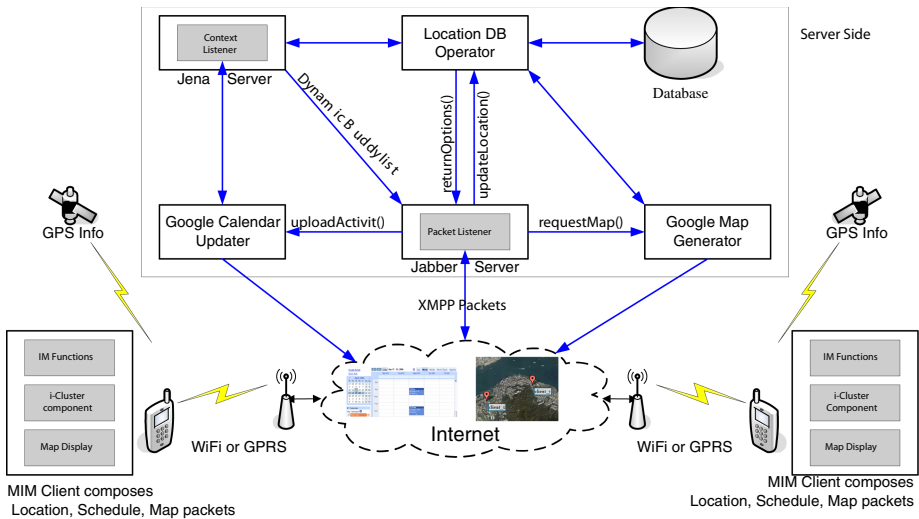 Server Side
Context
Listener
Jena Server
Location DB
Operator
Database
Dynam icB uddylist
returnOptions()
updateLocation()
Google Calendar
Updater
uploadActivit()
Packet Listener
Jabber Server
requestMap()
Google Map
Generator
GPS Info
GPS Info
XMPP Packets
IM Functions
i-Cluster
component
Map Display
WiFi or GPRS
Internet
WiFi or GPRS
IM Functions
i-Cluster
Component
Map Display
MIM Client composes
Location, Schedule, Map packets
MIM Client composes
Location, Schedule, Map packets